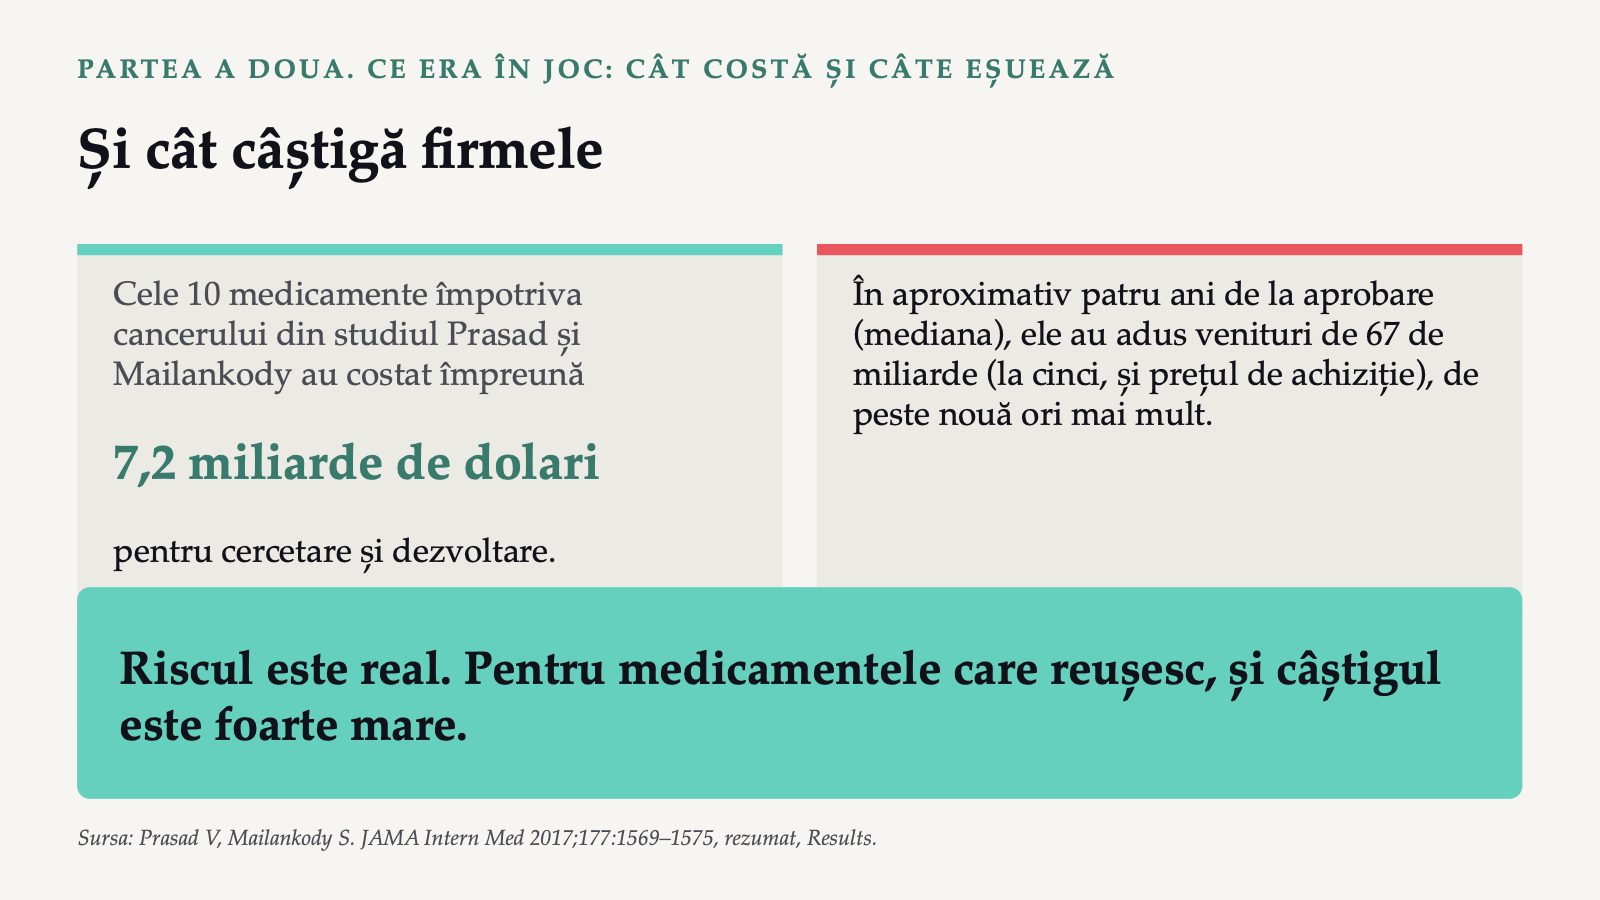 PARTEA A DOUA. CE ERA ÎN JOC: CÂT COSTĂ ȘI CÂTE EȘUEAZĂ
Și cât câștigă firmele
Cele 10 medicamente împotriva
cancerului din studiul Prasad și
Mailankody au costat împreună
7,2 miliarde de dolari
pentru cercetare și dezvoltare.
În aproximativ patru ani de la aprobare
(mediana), ele au adus venituri de 67 de
miliarde (la cinci, și prețul de achiziție), de
peste nouă ori mai mult.
Riscul este real. Pentru medicamentele care reușesc, și câștigul
este foarte mare.
Sursa: Prasad V, Mailankody S. JAMA Intern Med 2017;177:1569–1575, rezumat, Results.